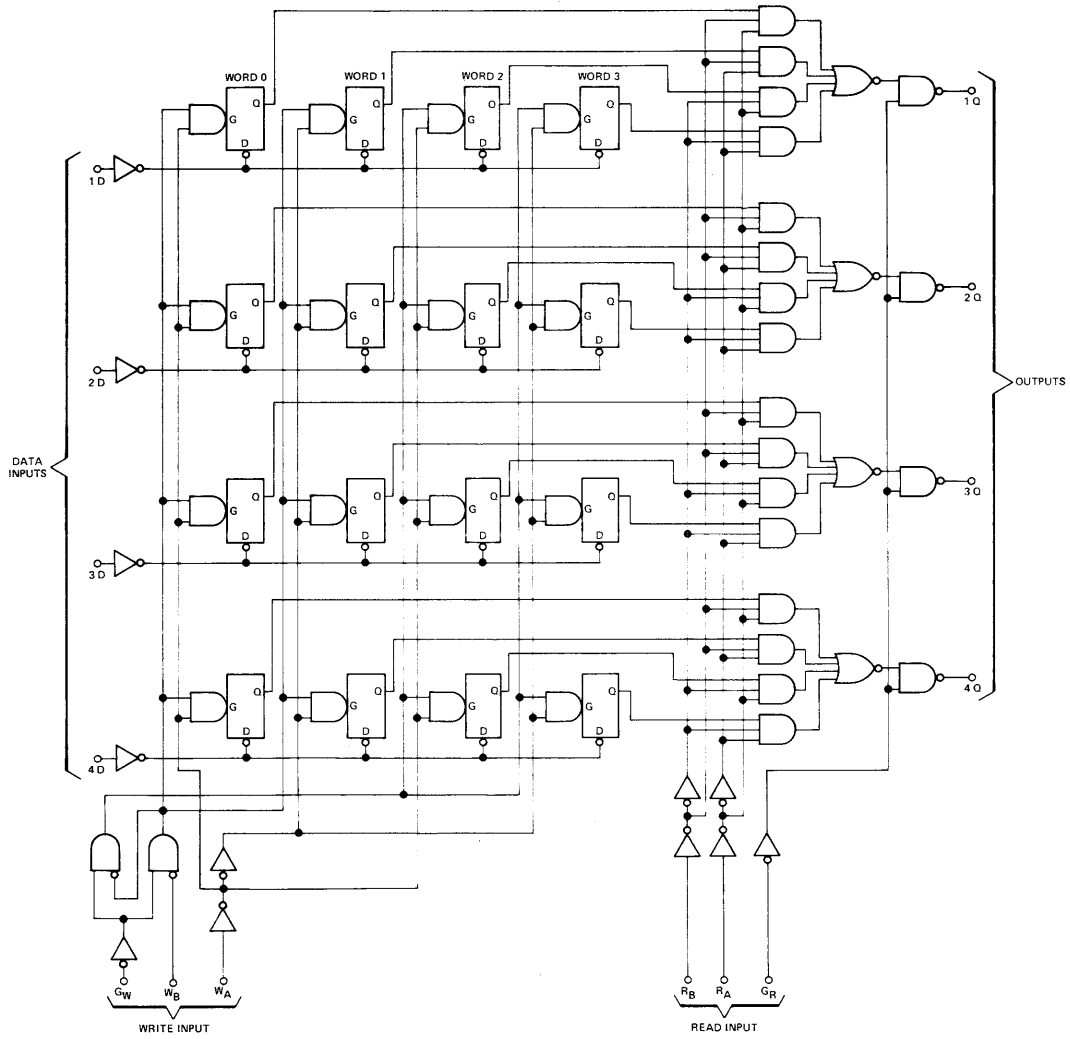 WORD 0 WORD 1 WORD 2 WORD 3
Q Q Q Q
G G G G
D D D D
1Q
1D
Q Q Q Q
G G G G
D D D D
2Q
2D
OUTPUTS
DATA
INPUTS
Q Q Q Q
G G G G
D D D D
3Q
3D
Q Q Q Q
G G G G
D D D D
4Q
4D
GW WB WA RB RA GR
WRITE INPUT READ INPUT